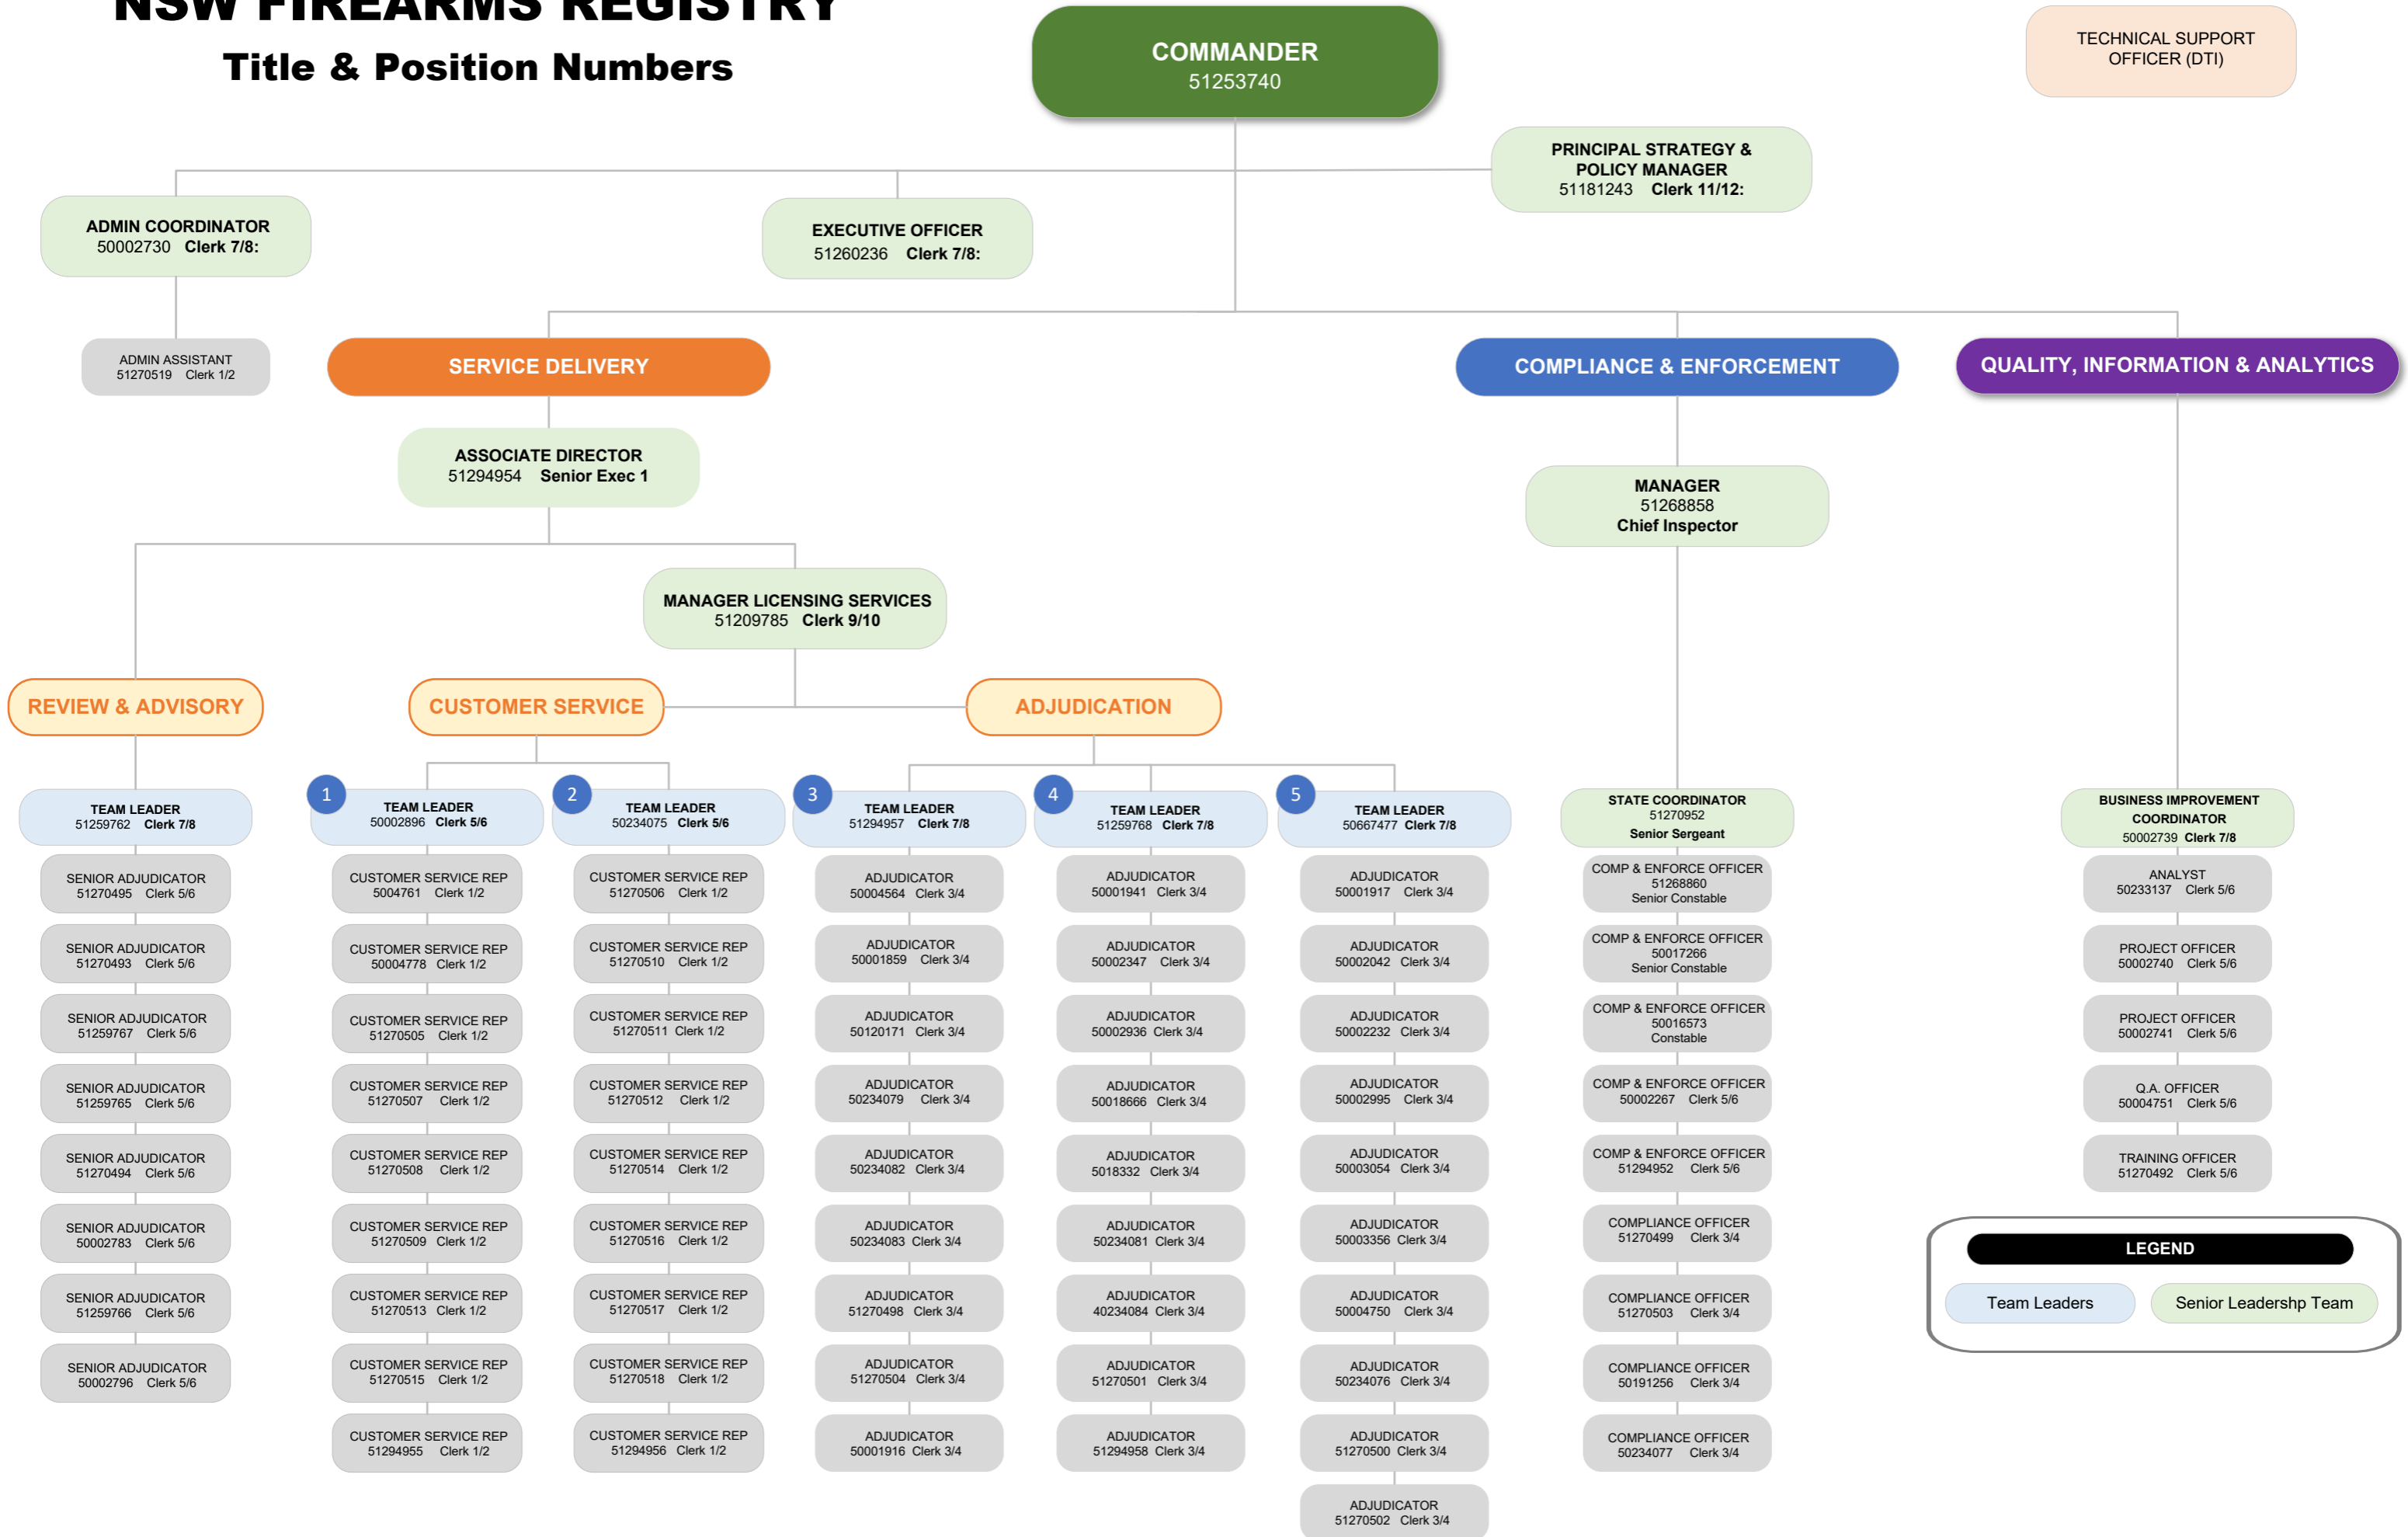 NSW FIREARMS REGISTRY
Title & Position Numbers
COMMANDER
51253740
TECHNICAL SUPPORT
OFFICER (DTI)
PRINCIPAL STRATEGY &
POLICY MANAGER
51181243 Clerk 11/12:
ADMIN COORDINATOR
50002730 Clerk 7/8:
EXECUTIVE OFFICER
51260236 Clerk 7/8:
ADMIN ASSISTANT
51270519 Clerk 1/2
SERVICE DELIVERY
COMPLIANCE & ENFORCEMENT
QUALITY, INFORMATION & ANALYTICS
ASSOCIATE DIRECTOR
51294954 Senior Exec 1
MANAGER
51268858
Chief Inspector
MANAGER LICENSING SERVICES
51209785 Clerk 9/10
REVIEW & ADVISORY
CUSTOMER SERVICE
ADJUDICATION
TEAM LEADER
51259762 Clerk 7/8
SENIOR ADJUDICATOR
51270495 Clerk 5/6
SENIOR ADJUDICATOR
51270493 Clerk 5/6
SENIOR ADJUDICATOR
51259767 Clerk 5/6
SENIOR ADJUDICATOR
51259765 Clerk 5/6
SENIOR ADJUDICATOR
51270494 Clerk 5/6
SENIOR ADJUDICATOR
50002783 Clerk 5/6
SENIOR ADJUDICATOR
51259766 Clerk 5/6
SENIOR ADJUDICATOR
50002796 Clerk 5/6
1
TEAM LEADER
50002896 Clerk 5/6
CUSTOMER SERVICE REP
5004761 Clerk 1/2
CUSTOMER SERVICE REP
50004778 Clerk 1/2
CUSTOMER SERVICE REP
51270505 Clerk 1/2
CUSTOMER SERVICE REP
51270507 Clerk 1/2
CUSTOMER SERVICE REP
51270508 Clerk 1/2
CUSTOMER SERVICE REP
51270509 Clerk 1/2
CUSTOMER SERVICE REP
51270513 Clerk 1/2
CUSTOMER SERVICE REP
51270515 Clerk 1/2
CUSTOMER SERVICE REP
51294955 Clerk 1/2
2
TEAM LEADER
50234075 Clerk 5/6
CUSTOMER SERVICE REP
51270506 Clerk 1/2
CUSTOMER SERVICE REP
51270510 Clerk 1/2
CUSTOMER SERVICE REP
51270511 Clerk 1/2
CUSTOMER SERVICE REP
51270512 Clerk 1/2
CUSTOMER SERVICE REP
51270514 Clerk 1/2
CUSTOMER SERVICE REP
51270516 Clerk 1/2
CUSTOMER SERVICE REP
51270517 Clerk 1/2
CUSTOMER SERVICE REP
51270518 Clerk 1/2
CUSTOMER SERVICE REP
51294956 Clerk 1/2
3
TEAM LEADER
51294957 Clerk 7/8
ADJUDICATOR
50004564 Clerk 3/4
ADJUDICATOR
50001859 Clerk 3/4
ADJUDICATOR
50120171 Clerk 3/4
ADJUDICATOR
50234079 Clerk 3/4
ADJUDICATOR
50234082 Clerk 3/4
ADJUDICATOR
50234083 Clerk 3/4
ADJUDICATOR
51270498 Clerk 3/4
ADJUDICATOR
51270504 Clerk 3/4
ADJUDICATOR
50001916 Clerk 3/4
4
TEAM LEADER
51259768 Clerk 7/8
ADJUDICATOR
50001941 Clerk 3/4
ADJUDICATOR
50002347 Clerk 3/4
ADJUDICATOR
50002936 Clerk 3/4
ADJUDICATOR
50018666 Clerk 3/4
ADJUDICATOR
5018332 Clerk 3/4
ADJUDICATOR
50234081 Clerk 3/4
ADJUDICATOR
40234084 Clerk 3/4
ADJUDICATOR
51270501 Clerk 3/4
ADJUDICATOR
51294958 Clerk 3/4
5
TEAM LEADER
50667477 Clerk 7/8
ADJUDICATOR
50001917 Clerk 3/4
ADJUDICATOR
50002042 Clerk 3/4
ADJUDICATOR
50002232 Clerk 3/4
ADJUDICATOR
50002995 Clerk 3/4
ADJUDICATOR
50003054 Clerk 3/4
ADJUDICATOR
50003356 Clerk 3/4
ADJUDICATOR
50004750 Clerk 3/4
ADJUDICATOR
50234076 Clerk 3/4
ADJUDICATOR
51270500 Clerk 3/4
ADJUDICATOR
51270502 Clerk 3/4
STATE COORDINATOR
51270952
Senior Sergeant
COMP & ENFORCE OFFICER
51268860
Senior Constable
COMP & ENFORCE OFFICER
50017266
Senior Constable
COMP & ENFORCE OFFICER
50016573
Constable
COMP & ENFORCE OFFICER
50002267 Clerk 5/6
COMP & ENFORCE OFFICER
51294952 Clerk 5/6
COMPLIANCE OFFICER
51270499 Clerk 3/4
COMPLIANCE OFFICER
51270503 Clerk 3/4
COMPLIANCE OFFICER
50191256 Clerk 3/4
COMPLIANCE OFFICER
50234077 Clerk 3/4
BUSINESS IMPROVEMENT
COORDINATOR
50002739 Clerk 7/8
ANALYST
50233137 Clerk 5/6
PROJECT OFFICER
50002740 Clerk 5/6
PROJECT OFFICER
50002741 Clerk 5/6
Q.A. OFFICER
50004751 Clerk 5/6
TRAINING OFFICER
51270492 Clerk 5/6
LEGEND
Team Leaders
Senior Leadershp Team